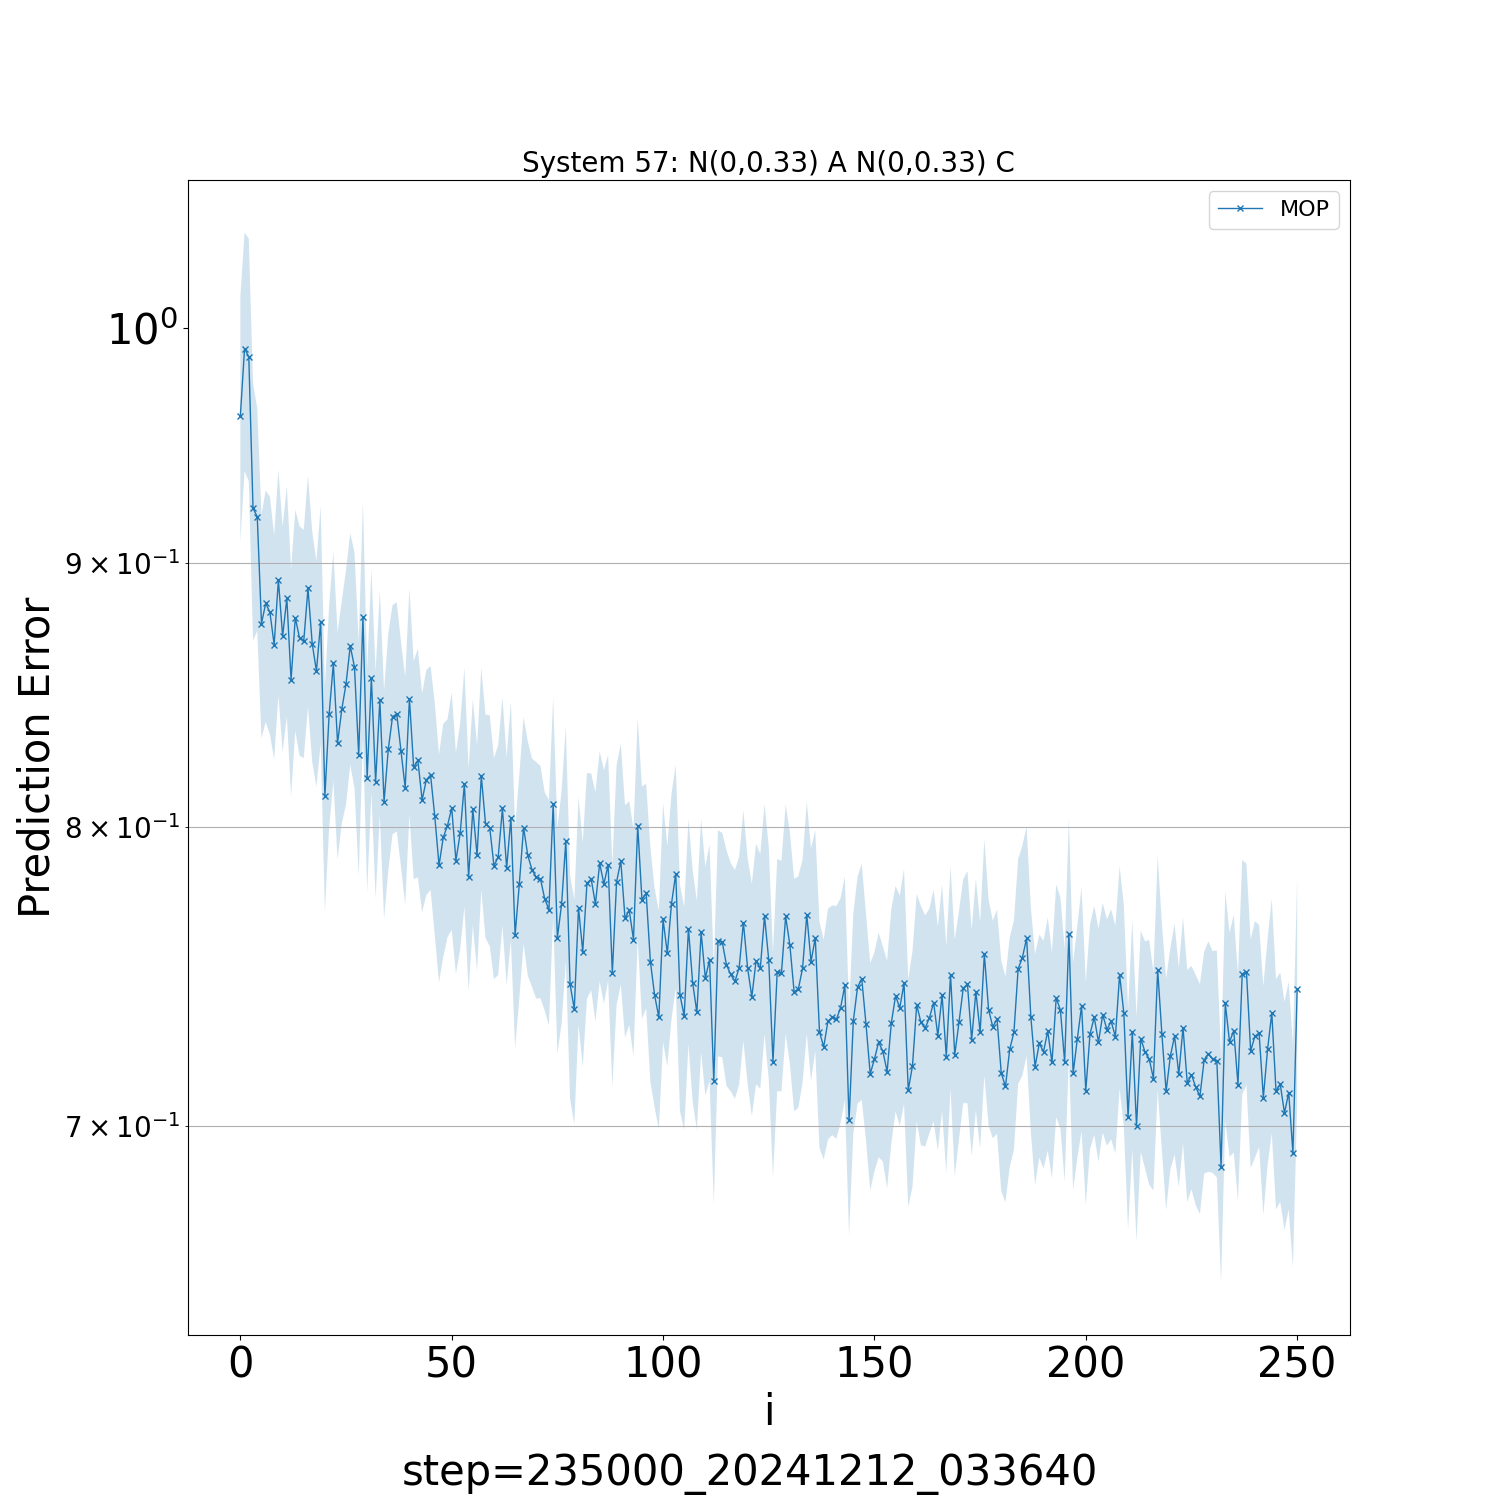 System 57: N(0,0.33) A N(0,0.33) C
MOP
Prediction Error
10⁰
9 × 10⁻¹
8 × 10⁻¹
7 × 10⁻¹
0 50 100 150 200 250
i
step=235000_20241212_033640